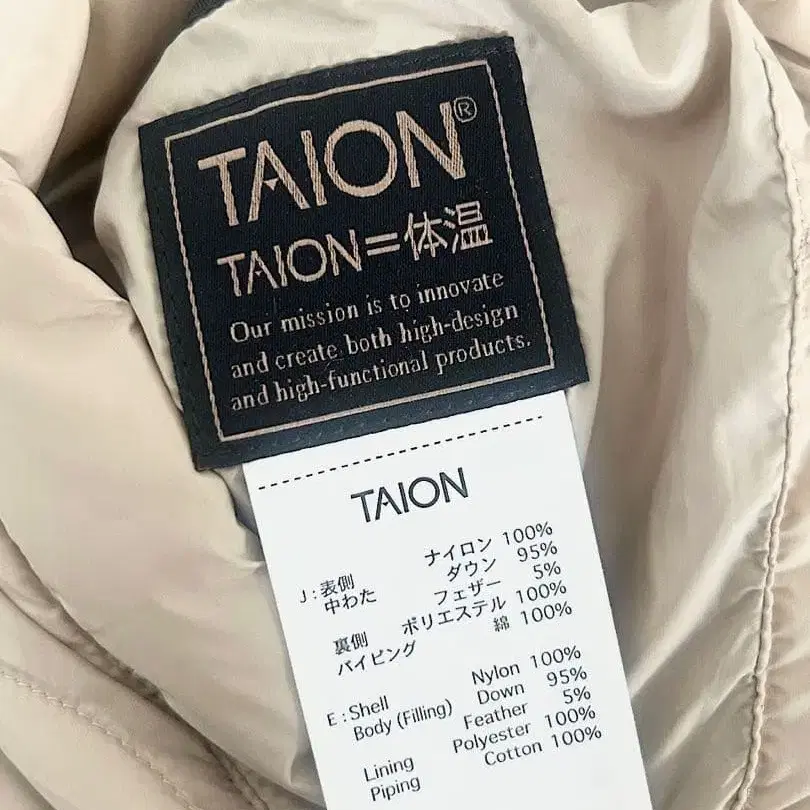 TAION®
TAION=体温
Our mission is to innovate
and create both high-design
and high-functional products.
TAION
J:表側 ナイロン 100%
中わた ダウン 95%
フェザー 5%
裏側 ポリエステル 100%
パイピング 綿 100%
E:Shell Nylon 100%
Body (Filling) Down 95%
Feather 5%
Lining Polyester 100%
Piping Cotton 100%